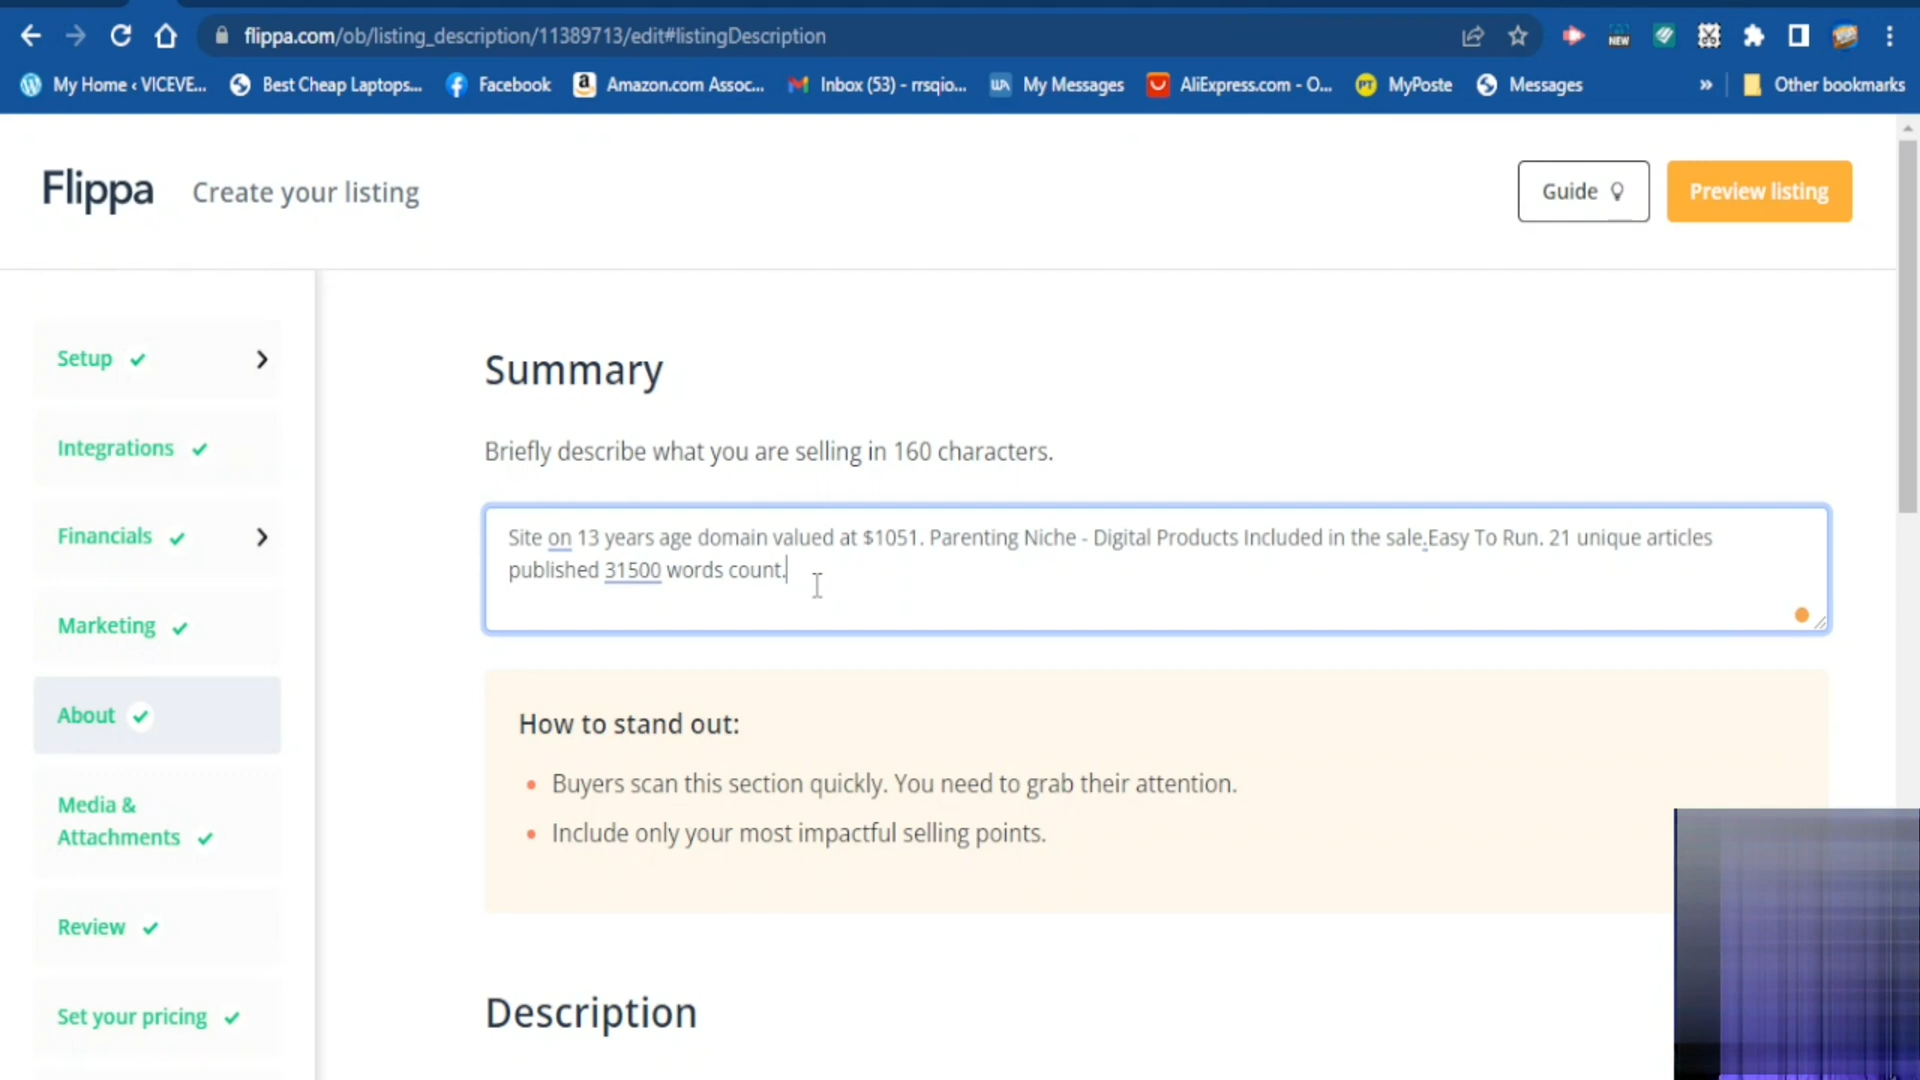 flippa.com/ob/listing_description/11389713/edit#listingDescription
NEW
My Home ‹ VICEVE... Best Cheap Laptops... Facebook Amazon.com Assoc... Inbox (53) - rrsqio... My Messages AliExpress.com - O... MyPoste Messages » Other bookmarks
Flippa Create your listing Guide Preview listing
Setup
Integrations
Financials
Marketing
About
Media &
Attachments
Review
Set your pricing
Summary
Briefly describe what you are selling in 160 characters.
Site on 13 years age domain valued at $1051. Parenting Niche - Digital Products Included in the sale.Easy To Run. 21 unique articles
published 31500 words count.
How to stand out:
• Buyers scan this section quickly. You need to grab their attention.
• Include only your most impactful selling points.
Description